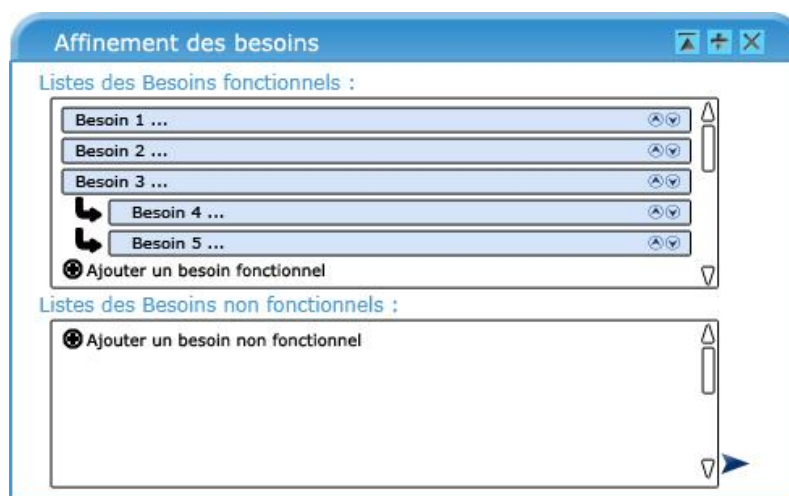 Affinement des besoins
Listes des Besoins fonctionnels :
Besoin 1 ...
Besoin 2 ...
Besoin 3 ...
Besoin 4 ...
Besoin 5 ...
Ajouter un besoin fonctionnel
Listes des Besoins non fonctionnels :
Ajouter un besoin non fonctionnel